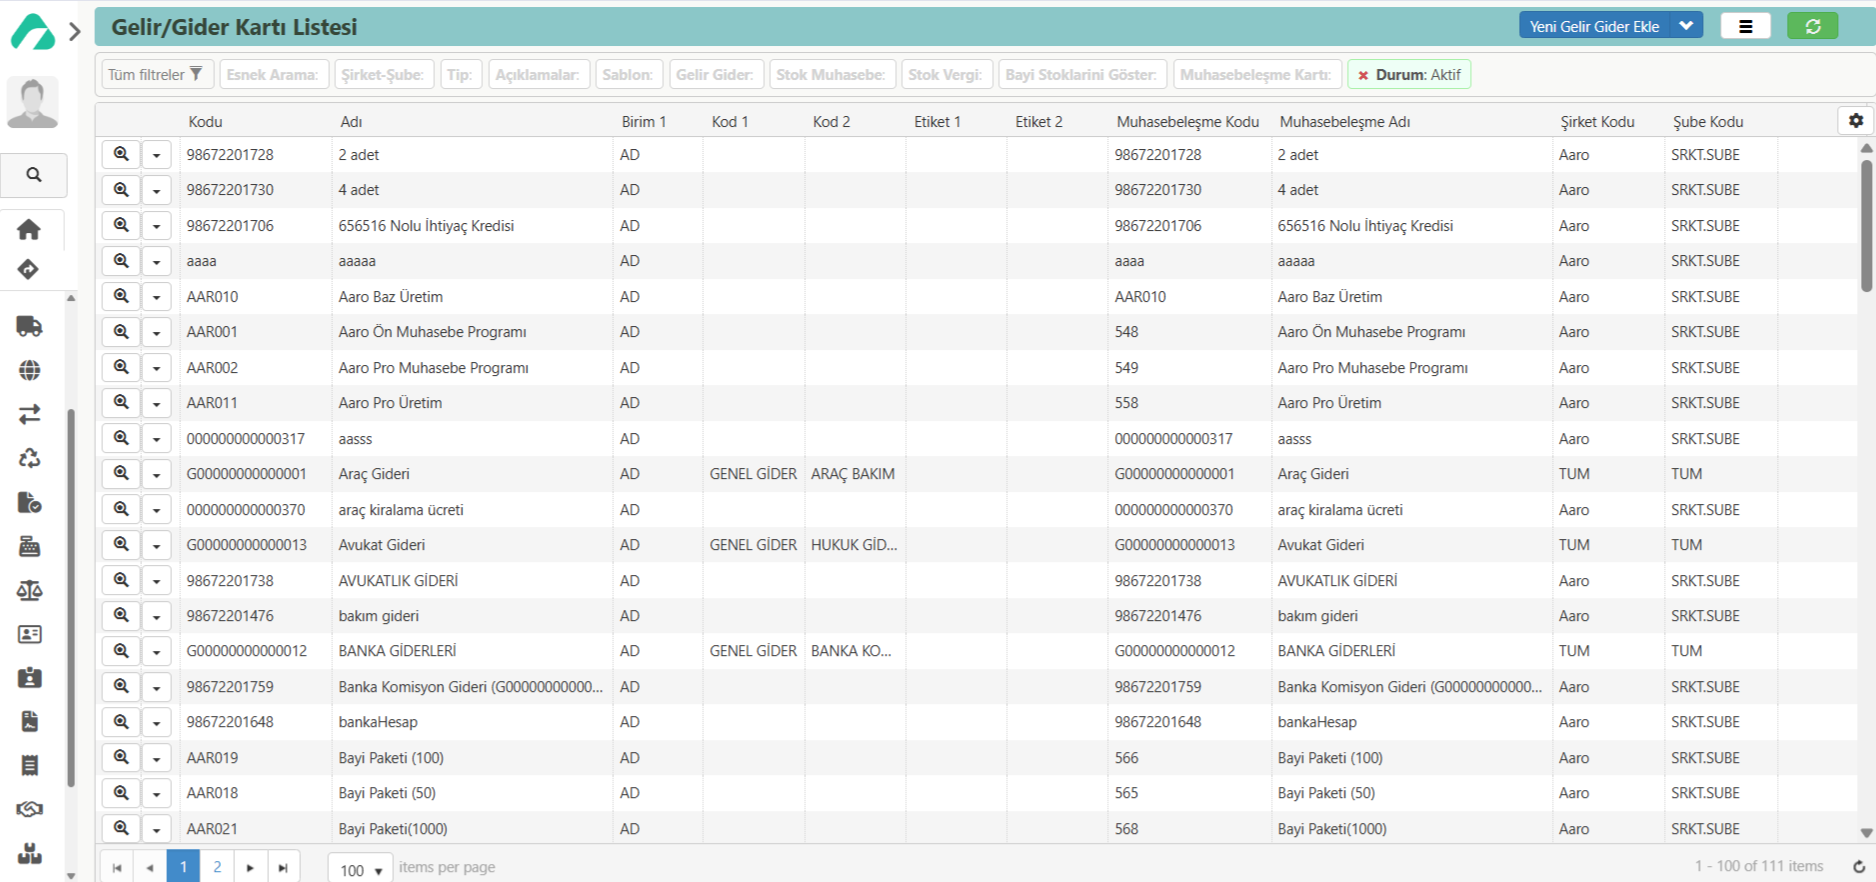 Gelir/Gider Kartı Listesi Yeni Gelir Gider Ekle
Tüm filtreler Esnek Arama: Şirket-Şube: Tip: Açıklamalar: Sablon: Gelir Gider: Stok Muhasebe: Stok Vergi: Bayi Stoklarini Göster: Muhasebeleşme Kartı: Durum: Aktif
Kodu Adı Birim 1 Kod 1 Kod 2 Etiket 1 Etiket 2 Muhasebeleşme Kodu Muhasebeleşme Adı Şirket Kodu Şube Kodu
98672201728 2 adet AD 98672201728 2 adet Aaro SRKT.SUBE
98672201730 4 adet AD 98672201730 4 adet Aaro SRKT.SUBE
98672201706 656516 Nolu İhtiyaç Kredisi AD 98672201706 656516 Nolu İhtiyaç Kredisi Aaro SRKT.SUBE
aaaa aaaaa AD aaaa aaaaa Aaro SRKT.SUBE
AAR010 Aaro Baz Üretim AD AAR010 Aaro Baz Üretim Aaro SRKT.SUBE
AAR001 Aaro Ön Muhasebe Programı AD 548 Aaro Ön Muhasebe Programı Aaro SRKT.SUBE
AAR002 Aaro Pro Muhasebe Programı AD 549 Aaro Pro Muhasebe Programı Aaro SRKT.SUBE
AAR011 Aaro Pro Üretim AD 558 Aaro Pro Üretim Aaro SRKT.SUBE
000000000000317 aasss AD 000000000000317 aasss Aaro SRKT.SUBE
G00000000000001 Araç Gideri AD GENEL GİDER ARAÇ BAKIM G00000000000001 Araç Gideri TUM TUM
000000000000370 araç kiralama ücreti AD 000000000000370 araç kiralama ücreti Aaro SRKT.SUBE
G00000000000013 Avukat Gideri AD GENEL GİDER HUKUK GİD... G00000000000013 Avukat Gideri TUM TUM
98672201738 AVUKATLIK GİDERİ AD 98672201738 AVUKATLIK GİDERİ Aaro SRKT.SUBE
98672201476 bakım gideri AD 98672201476 bakım gideri Aaro SRKT.SUBE
G00000000000012 BANKA GİDERLERİ AD GENEL GİDER BANKA KO... G00000000000012 BANKA GİDERLERİ TUM TUM
98672201759 Banka Komisyon Gideri (G00000000000... AD 98672201759 Banka Komisyon Gideri (G00000000000... Aaro SRKT.SUBE
98672201648 bankaHesap AD 98672201648 bankaHesap Aaro SRKT.SUBE
AAR019 Bayi Paketi (100) AD 566 Bayi Paketi (100) Aaro SRKT.SUBE
AAR018 Bayi Paketi (50) AD 565 Bayi Paketi (50) Aaro SRKT.SUBE
AAR021 Bayi Paketi(1000) AD 568 Bayi Paketi(1000) Aaro SRKT.SUBE
1 2 100 items per page 1 - 100 of 111 items